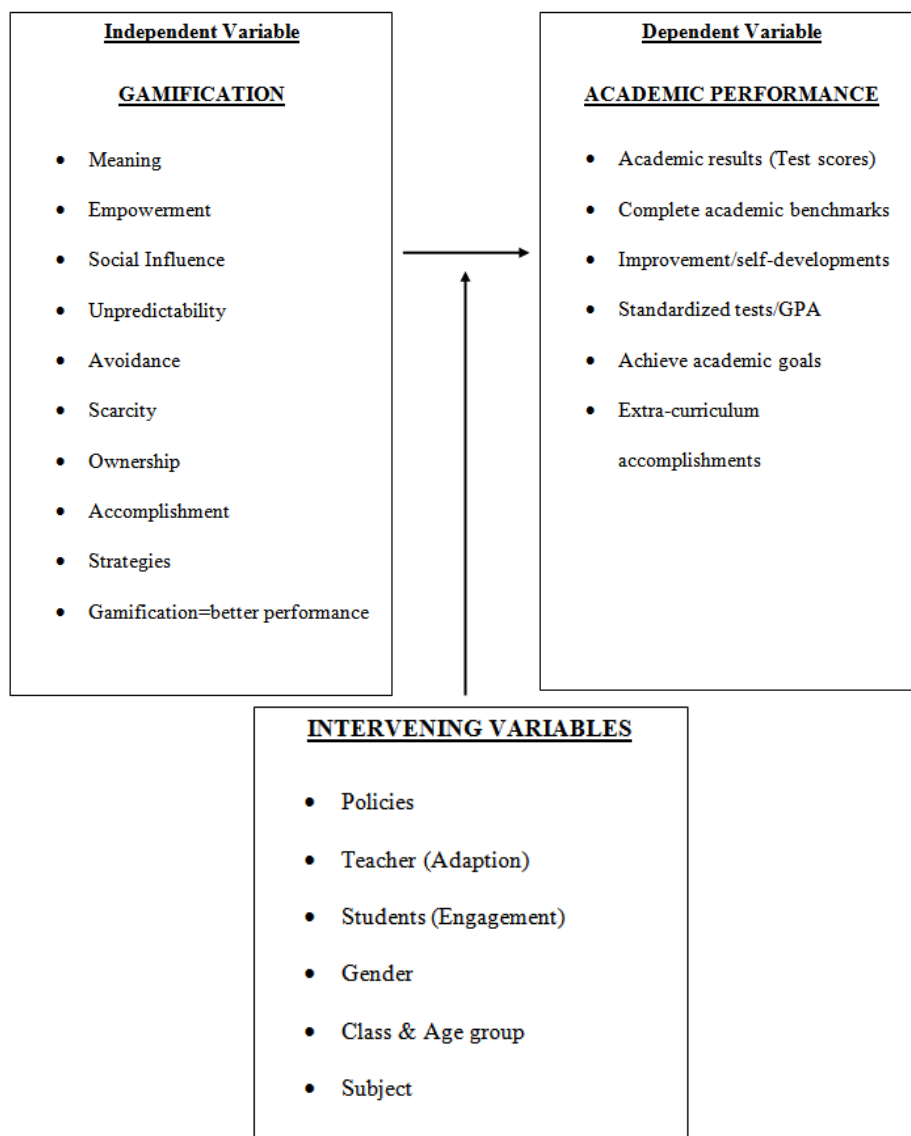 Independent Variable
GAMIFICATION
• Meaning
• Empowerment
• Social Influence
• Unpredictability
• Avoidance
• Scarcity
• Ownership
• Accomplishment
• Strategies
• Gamification=better performance
Dependent Variable
ACADEMIC PERFORMANCE
• Academic results (Test scores)
• Complete academic benchmarks
• Improvement/self-developments
• Standardized tests/GPA
• Achieve academic goals
• Extra-curriculum
accomplishments
INTERVENING VARIABLES
• Policies
• Teacher (Adaption)
• Students (Engagement)
• Gender
• Class & Age group
• Subject